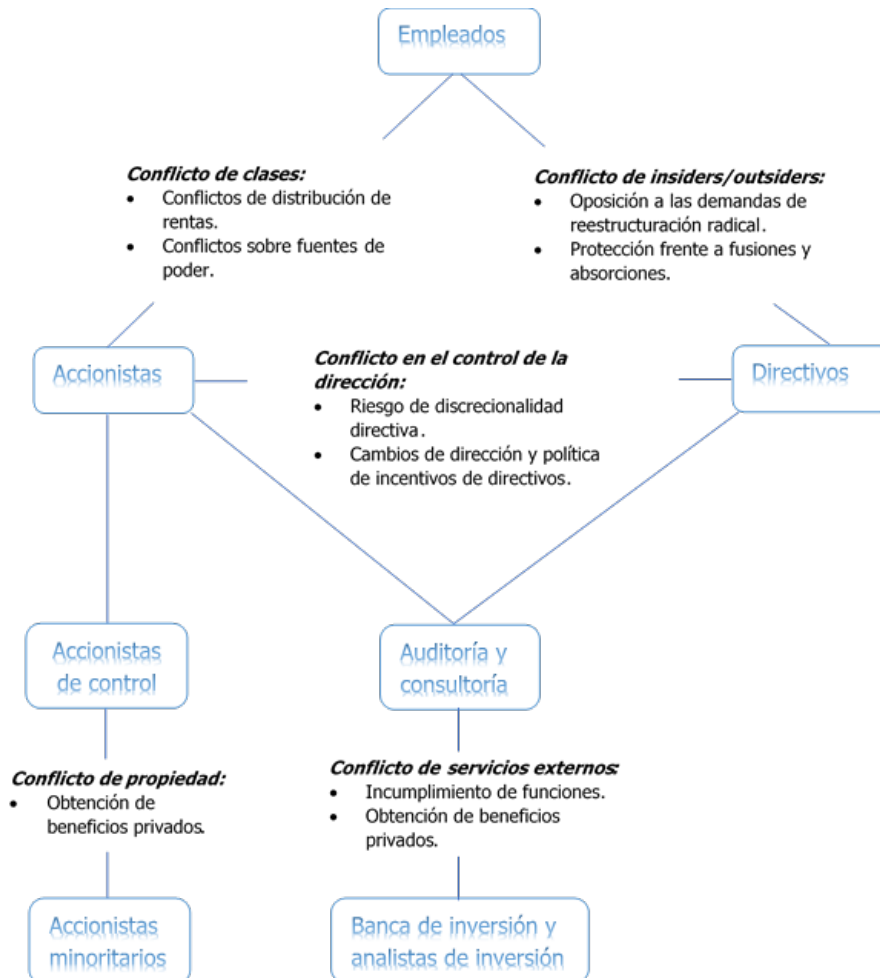 Empleados
Conflicto de clases:
• Conflictos de distribución de
rentas.
• Conflictos sobre fuentes de
poder.
Conflicto de insiders/outsiders:
• Oposición a las demandas de
reestructuración radical.
• Protección frente a fusiones y
absorciones.
Accionistas
Conflicto en el control de la
dirección:
• Riesgo de discrecionalidad
directiva.
• Cambios de dirección y política
de incentivos de directivos.
Directivos
Accionistas
de control
Auditoría y
consultoría
Conflicto de propiedad:
• Obtención de
beneficios privados.
Conflicto de servicios externos:
• Incumplimiento de funciones.
• Obtención de beneficios
privados.
Accionistas
minoritarios
Banca de inversión y
analistas de inversión